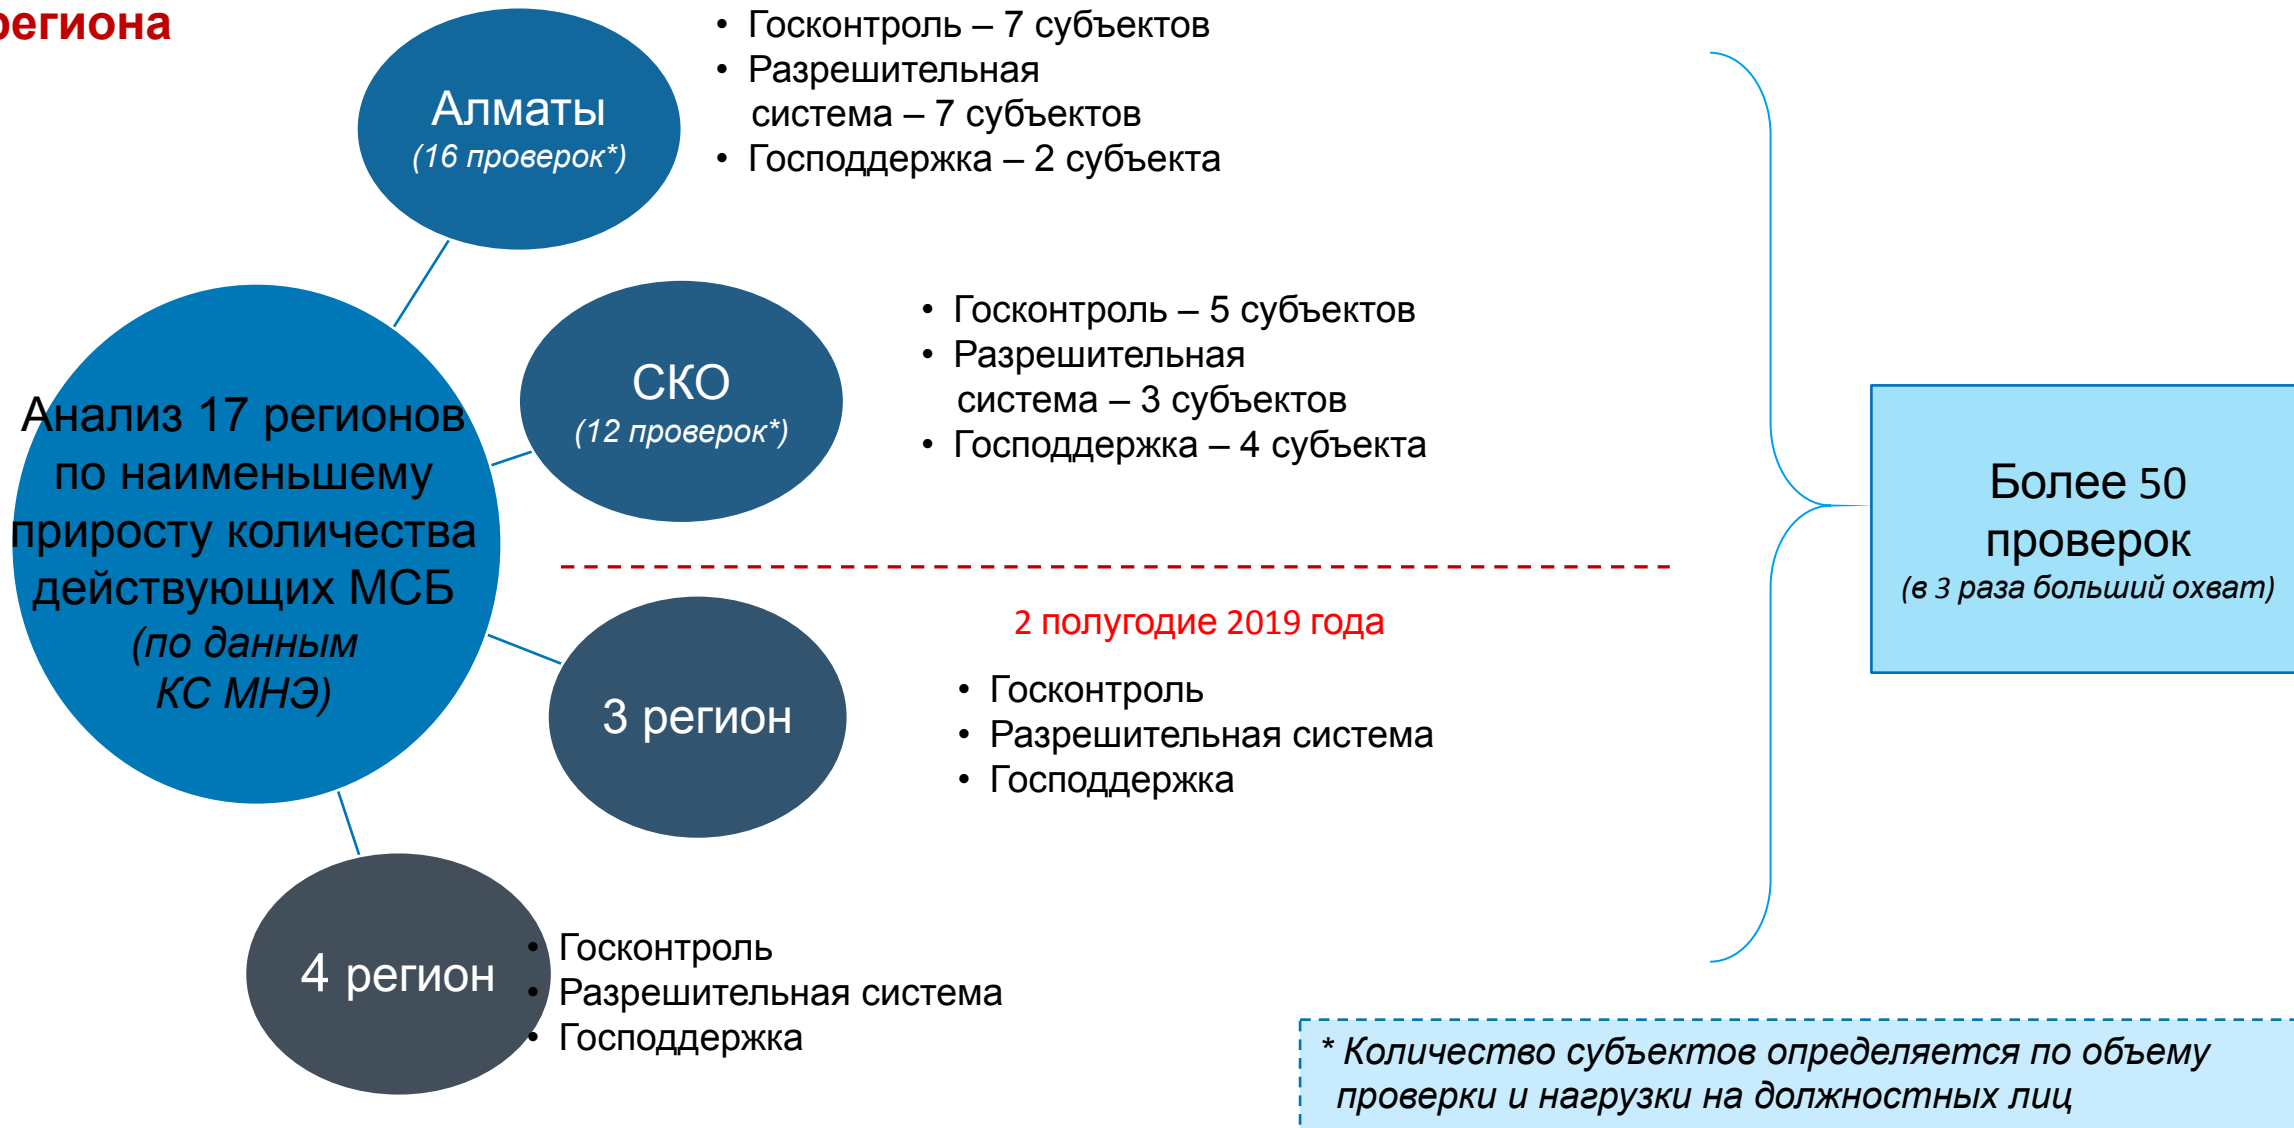 региона
Алматы
(16 проверок*)
• Госконтроль – 7 субъектов
• Разрешительная
система – 7 субъектов
• Господдержка – 2 субъекта
СКО
(12 проверок*)
• Госконтроль – 5 субъектов
• Разрешительная
система – 3 субъектов
• Господдержка – 4 субъекта
Анализ 17 регионов
по наименьшему
приросту количества
действующих МСБ
(по данным
КС МНЭ)
2 полугодие 2019 года
3 регион
• Госконтроль
• Разрешительная система
• Господдержка
4 регион
• Госконтроль
• Разрешительная система
• Господдержка
Более 50
проверок
(в 3 раза больший охват)
* Количество субъектов определяется по объему
проверки и нагрузки на должностных лиц